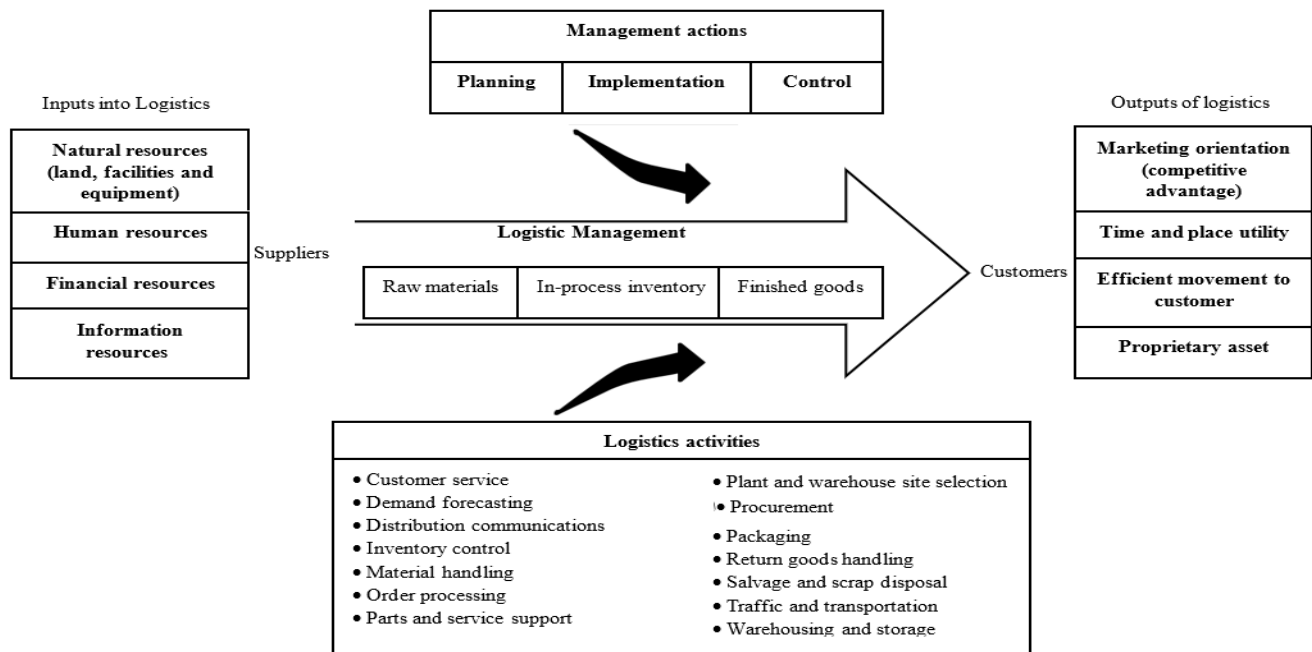 Management actions
Planning
Implementation
Control
Inputs into Logistics
Natural resources
(land, facilities and
equipment)
Human resources
Financial resources
Information
resources
Suppliers
Logistic Management
Raw materials
In-process inventory
Finished goods
Customers
Outputs of logistics
Marketing orientation
(competitive
advantage)
Time and place utility
Efficient movement to
customer
Proprietary asset
Logistics activities
• Customer service
• Demand forecasting
• Distribution communications
• Inventory control
• Material handling
• Order processing
• Parts and service support
• Plant and warehouse site selection
• Procurement
• Packaging
• Return goods handling
• Salvage and scrap disposal
• Traffic and transportation
• Warehousing and storage